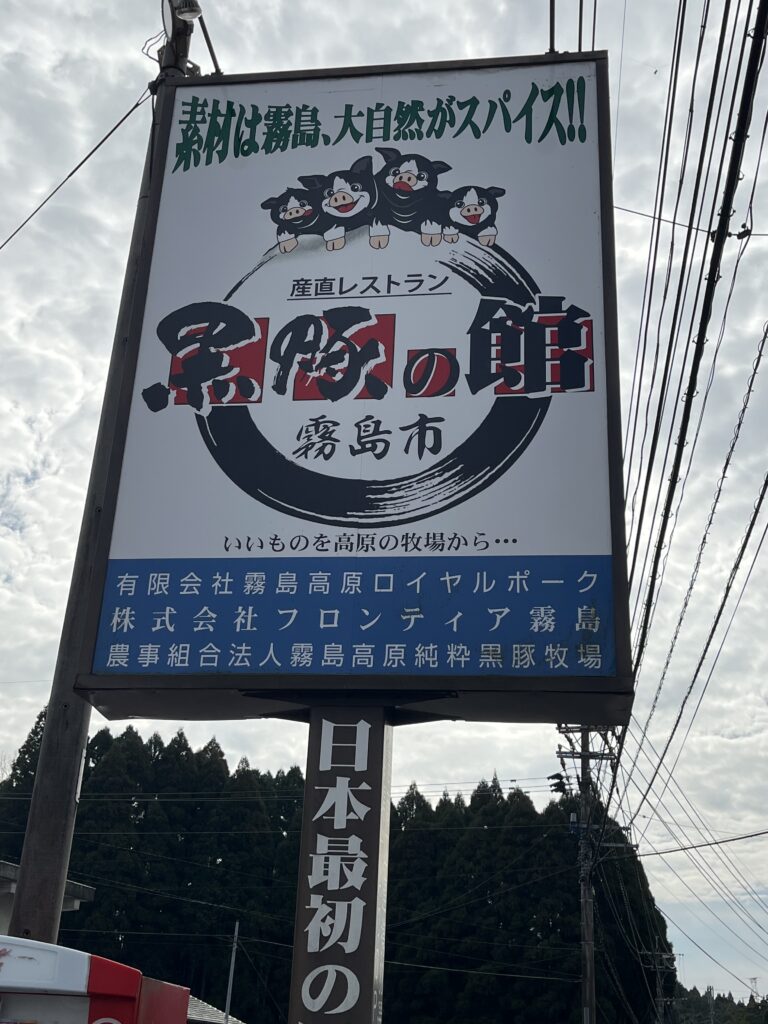 素材は霧島、大自然がスパイス!!
産直レストラン
黒豚の館
霧島市
いいものを高原の牧場から…
有限会社霧島高原ロイヤルポーク
株式会社フロンティア霧島
農事組合法人霧島高原純粋黒豚牧場
日本最初の